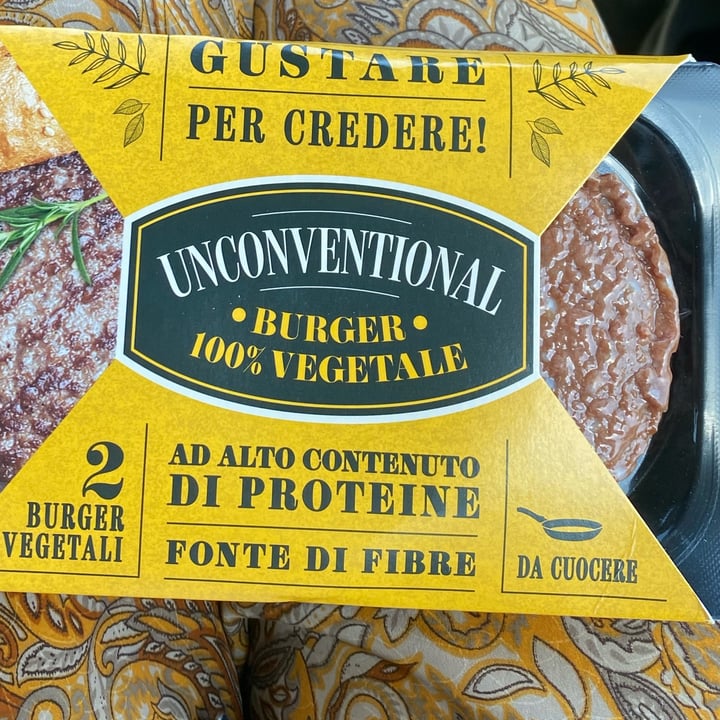 GUSTARE
PER CREDERE!
UNCONVENTIONAL
• BURGER •
100% VEGETALE
2
BURGER
VEGETALI
AD ALTO CONTENUTO
DI PROTEINE
FONTE DI FIBRE
DA CUOCERE